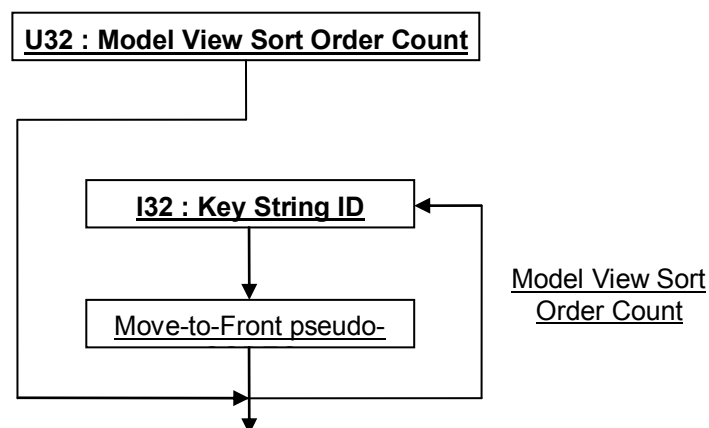 U32 : Model View Sort Order Count
I32 : Key String ID
Move-to-Front pseudo-
Model View Sort
Order Count